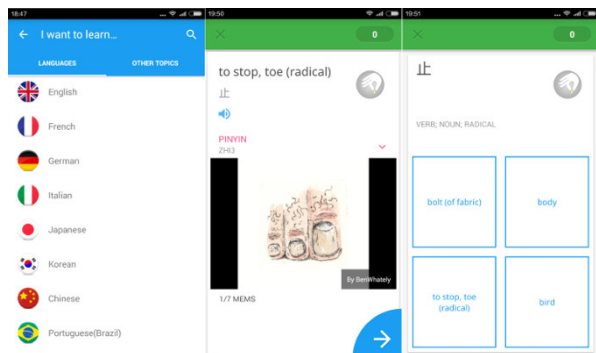 18:47
I want to learn...
LANGUAGES
OTHER TOPICS
English
French
German
Italian
Japanese
Korean
Chinese
Portuguese(Brazil)
19:50
0
to stop, toe (radical)
止
PINYIN
ZHI3
By BenWhately
1/7 MEMS
19:51
0
止
VERB; NOUN; RADICAL
bolt (of fabric)
body
to stop, toe
(radical)
bird